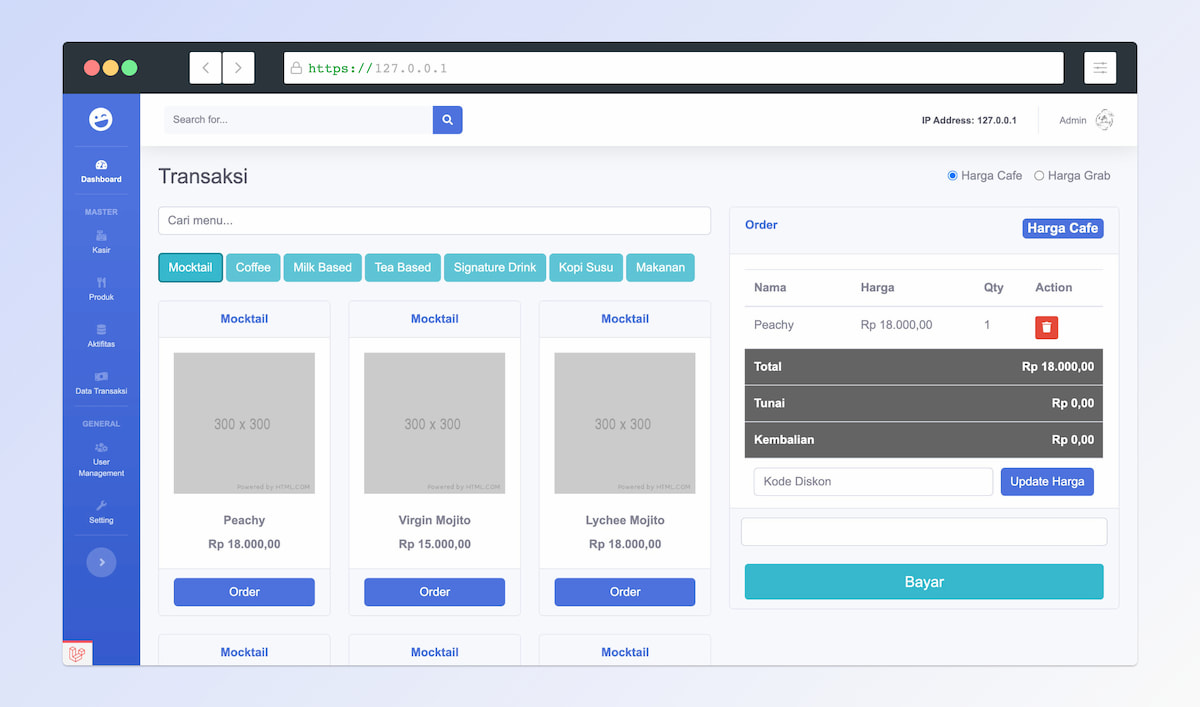 https://127.0.0.1
Search for...
IP Address: 127.0.0.1
Admin
Dashboard
MASTER
Kasir
Produk
Aktifitas
Data Transaksi
GENERAL
User
Management
Setting
Transaksi
Harga Cafe
Harga Grab
Cari menu...
Mocktail
Coffee
Milk Based
Tea Based
Signature Drink
Kopi Susu
Makanan
Mocktail
300 x 300
Powered by HTML.COM
Peachy
Rp 18.000,00
Order
Mocktail
300 x 300
Powered by HTML.COM
Virgin Mojito
Rp 15.000,00
Order
Mocktail
300 x 300
Powered by HTML.COM
Lychee Mojito
Rp 18.000,00
Order
Mocktail
Mocktail
Mocktail
Order
Harga Cafe
Nama Harga Qty Action
Peachy Rp 18.000,00 1
Total Rp 18.000,00
Tunai Rp 0,00
Kembalian Rp 0,00
Kode Diskon
Update Harga
Bayar